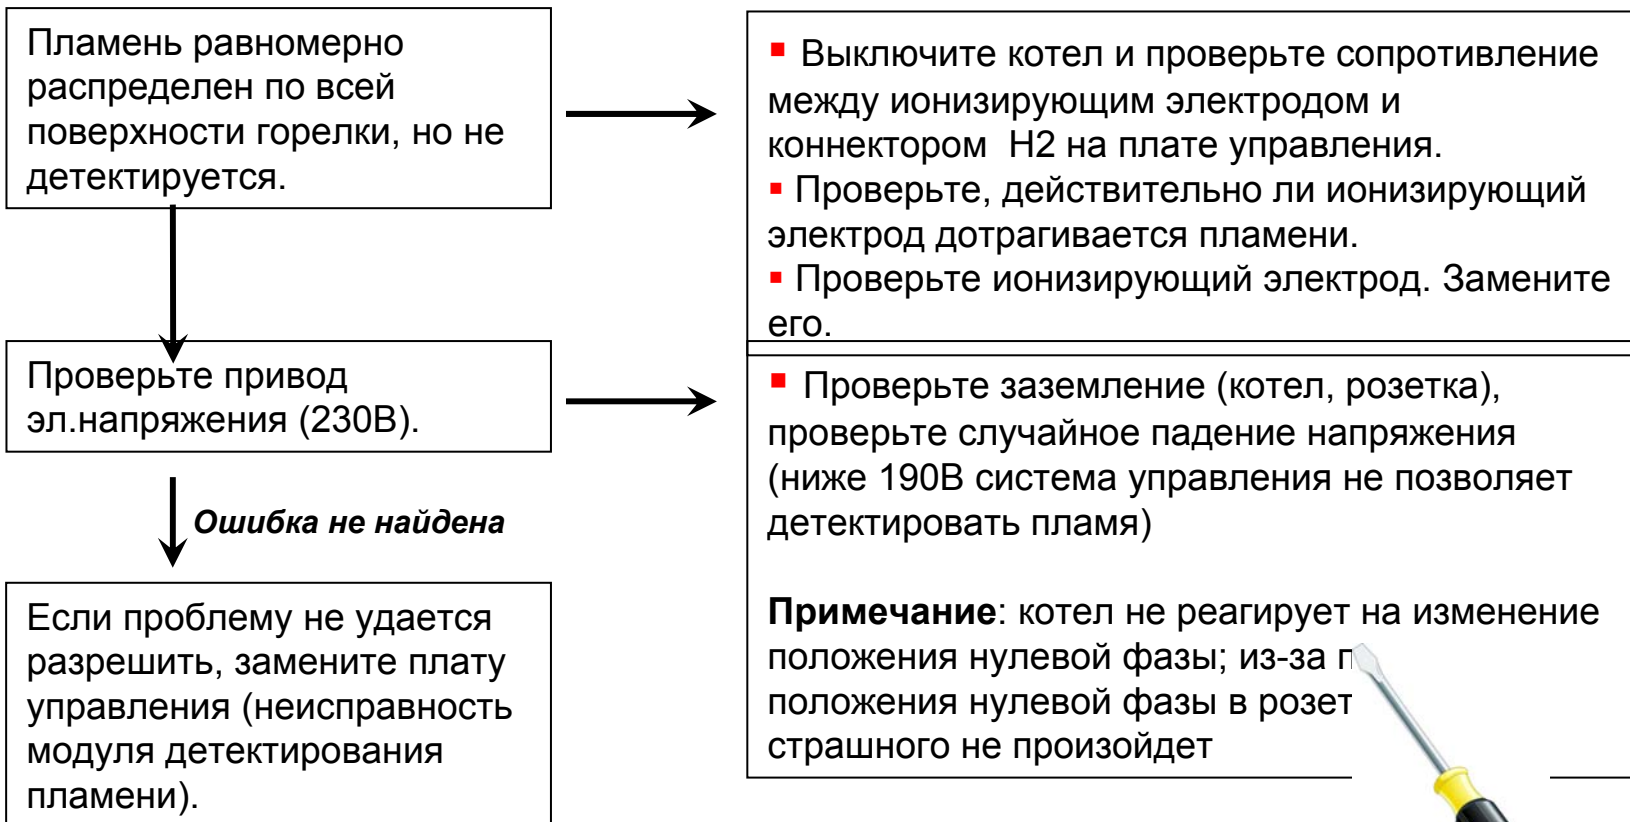 Пламень равномерно
распределен по всей
поверхности горелки, но не
детектируется.
▪ Выключите котел и проверьте сопротивление
между ионизирующим электродом и
коннектором Н2 на плате управления.
▪ Проверьте, действительно ли ионизирующий
электрод дотрагивается пламени.
▪ Проверьте ионизирующий электрод. Замените
его.
Проверьте привод
эл.напряжения (230В).
▪ Проверьте заземление (котел, розетка),
проверьте случайное падение напряжения
(ниже 190В система управления не позволяет
детектировать пламя)
Примечание: котел не реагирует на изменение
положения нулевой фазы; из-за
положения нулевой фазы в
страшного не произойдет
Ошибка не найдена
Если проблему не удается
разрешить, замените плату
управления (неисправность
модуля детектирования
пламени).